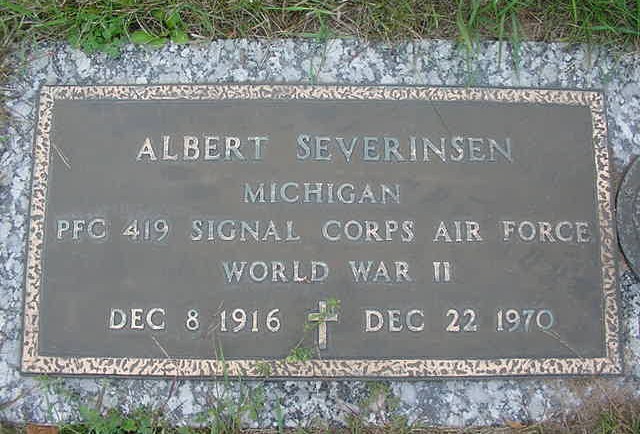 ALBERT SEVERINSEN
MICHIGAN
PFC 419 SIGNAL CORPS AIR FORCE
WORLD WAR II
DEC 8 1916 DEC 22 1970